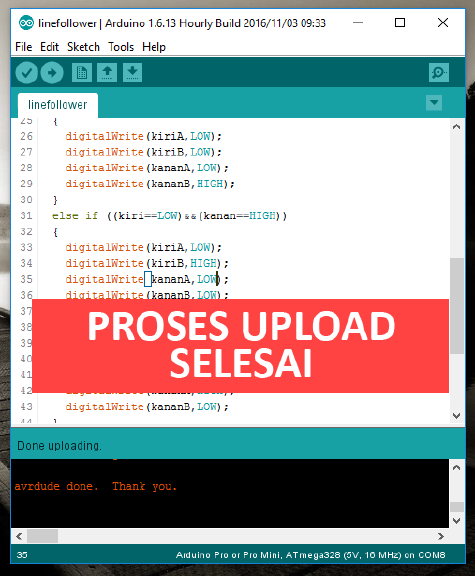 linefollower | Arduino 1.6.13 Hourly Build 2016/11/03 09:33
File Edit Sketch Tools Help
linefollower
25 {
26 digitalWrite(kiriA,LOW);
27 digitalWrite(kiriB,LOW);
28 digitalWrite(kananA,LOW);
29 digitalWrite(kananB,HIGH);
30 }
31 else if ((kiri==LOW)&&(kanan==HIGH))
32 {
33 digitalWrite(kiriA,LOW);
34 digitalWrite(kiriB,HIGH);
35 digitalWrite(kananA,LOW);
36 digitalWrite(kananB,LOW);
37
38
39
40
41
42
PROSES UPLOAD
SELESAI
43 digitalWrite(kananB,LOW);
44 }
Done uploading.
avrdude done. Thank you.
35 Arduino Pro or Pro Mini, ATmega328 (5V, 16 MHz) on COM8